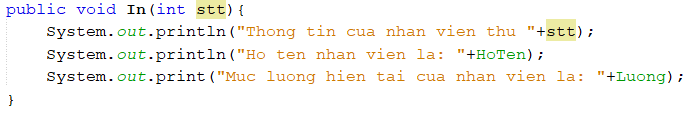 public void In(int stt){
System.out.println("Thong tin cua nhan vien thu "+stt);
System.out.println("Ho ten nhan vien la: "+HoTen);
System.out.print("Muc luong hien tai cua nhan vien la: "+Luong);
}